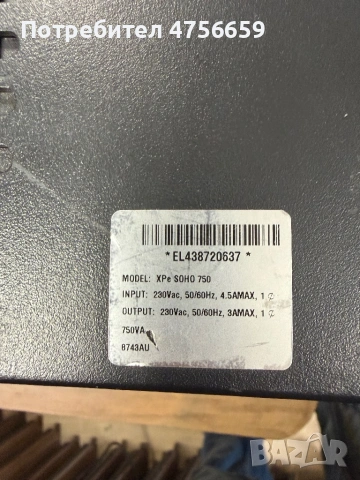 Потребител 4756659
*EL438720637 *
MODEL: XPe SOHO 750
INPUT: 230Vac, 50/60Hz, 4.5AMAX, 1 ∅
OUTPUT: 230Vac, 50/60Hz, 3AMAX, 1 ∅
750VA
8743AU
BAZAR